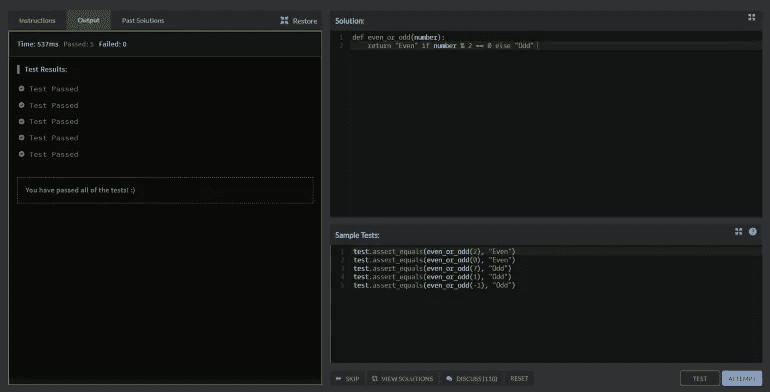 Instructions Output Past Solutions Restore
Time: 537ms Passed: 5 Failed: 0
Test Results:
Test Passed
Test Passed
Test Passed
Test Passed
Test Passed
You have passed all of the tests! :)
Solution:
1 def even_or_odd(number):
2 return "Even" if number % 2 == 0 else "Odd"
Sample Tests:
1 test.assert_equals(even_or_odd(2), "Even")
2 test.assert_equals(even_or_odd(0), "Even")
3 test.assert_equals(even_or_odd(7), "Odd")
4 test.assert_equals(even_or_odd(1), "Odd")
5 test.assert_equals(even_or_odd(-1), "Odd")
SKIP VIEW SOLUTIONS DISCUSS (110) RESET TEST ATTEMPT